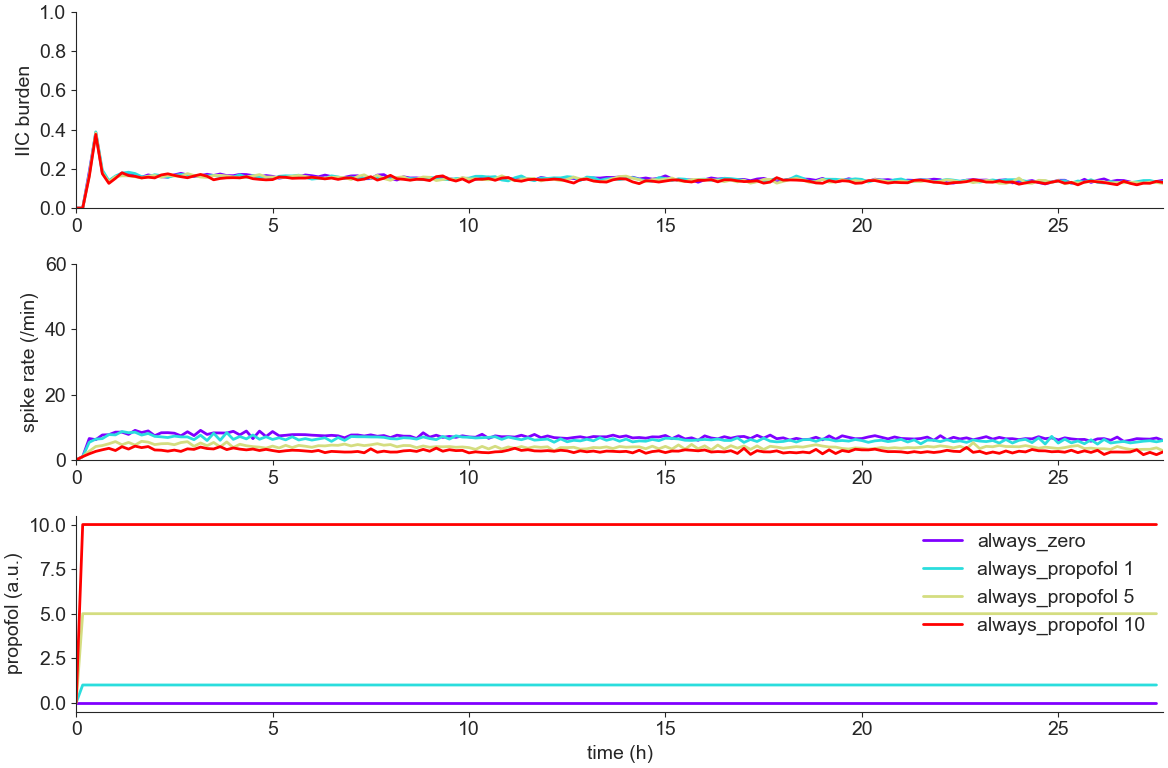 IIC burden
1.0
0.8
0.6
0.4
0.2
0.0
0 5 10 15 20 25
spike rate (/min)
60
40
20
0
0 5 10 15 20 25
propofol (a.u.)
10.0
7.5
5.0
2.5
0.0
always_zero
always_propofol 1
always_propofol 5
always_propofol 10
0 5 10 15 20 25
time (h)